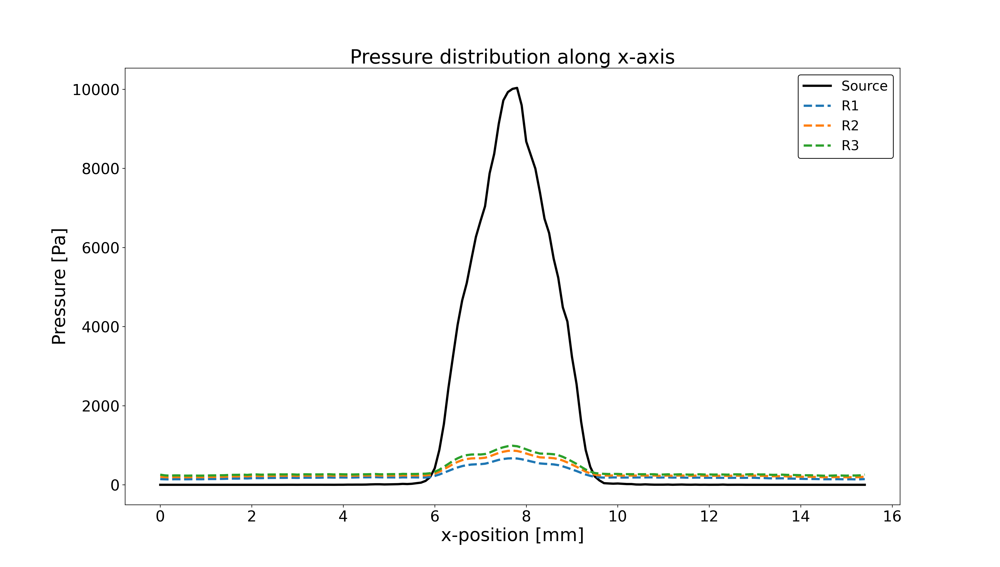 Pressure distribution along x-axis
Pressure [Pa]
10000
8000
6000
4000
2000
0
0 2 4 6 8 10 12 14 16
x-position [mm]
Source
R1
R2
R3